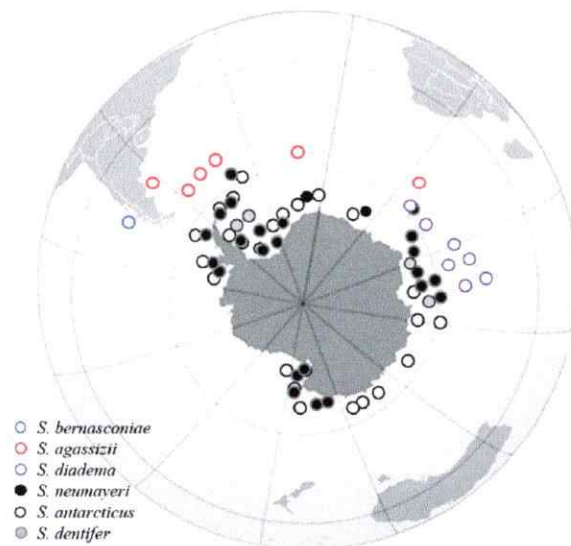 S. bernasconiae
S. agassizii
S. diadema
S. neumayeri
S. antarcticus
S. dentifer